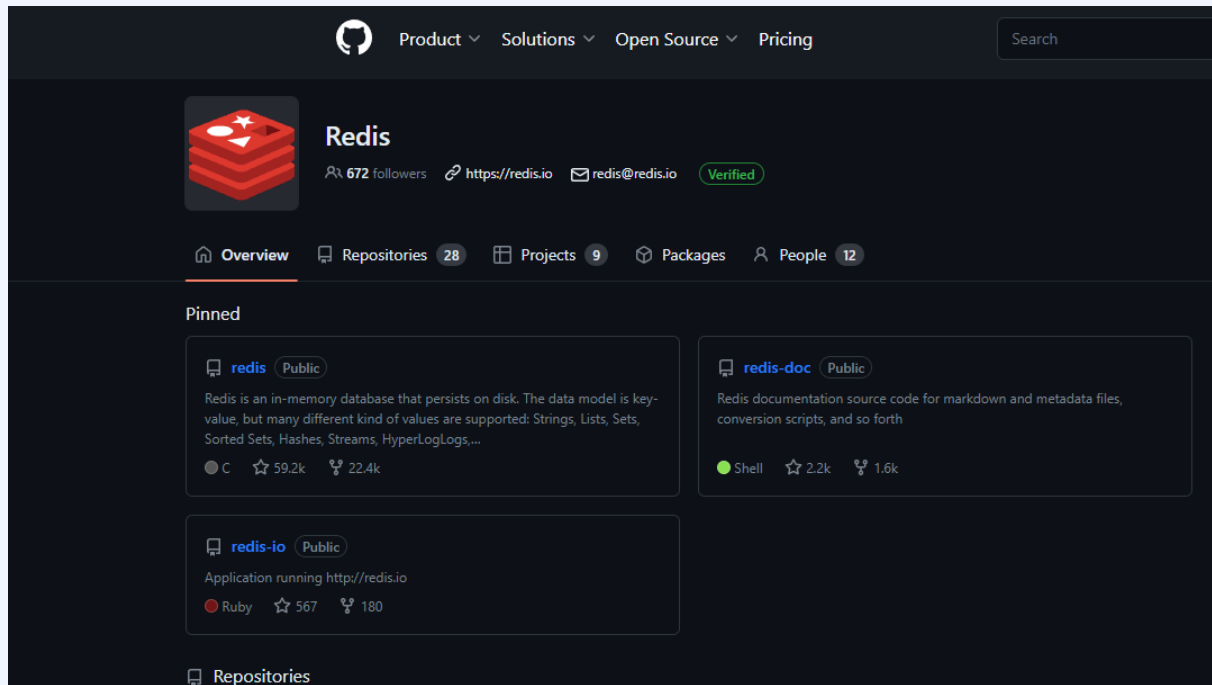 Product Solutions Open Source Pricing Search
Redis
672 followers https://redis.io redis@redis.io Verified
Overview Repositories 28 Projects 9 Packages People 12
Pinned
redis Public
Redis is an in-memory database that persists on disk. The data model is key-
value, but many different kind of values are supported: Strings, Lists, Sets,
Sorted Sets, Hashes, Streams, HyperLogLogs,...
C 59.2k 22.4k
redis-doc Public
Redis documentation source code for markdown and metadata files,
conversion scripts, and so forth
Shell 2.2k 1.6k
redis-io Public
Application running http://redis.io
Ruby 567 180
Repositories